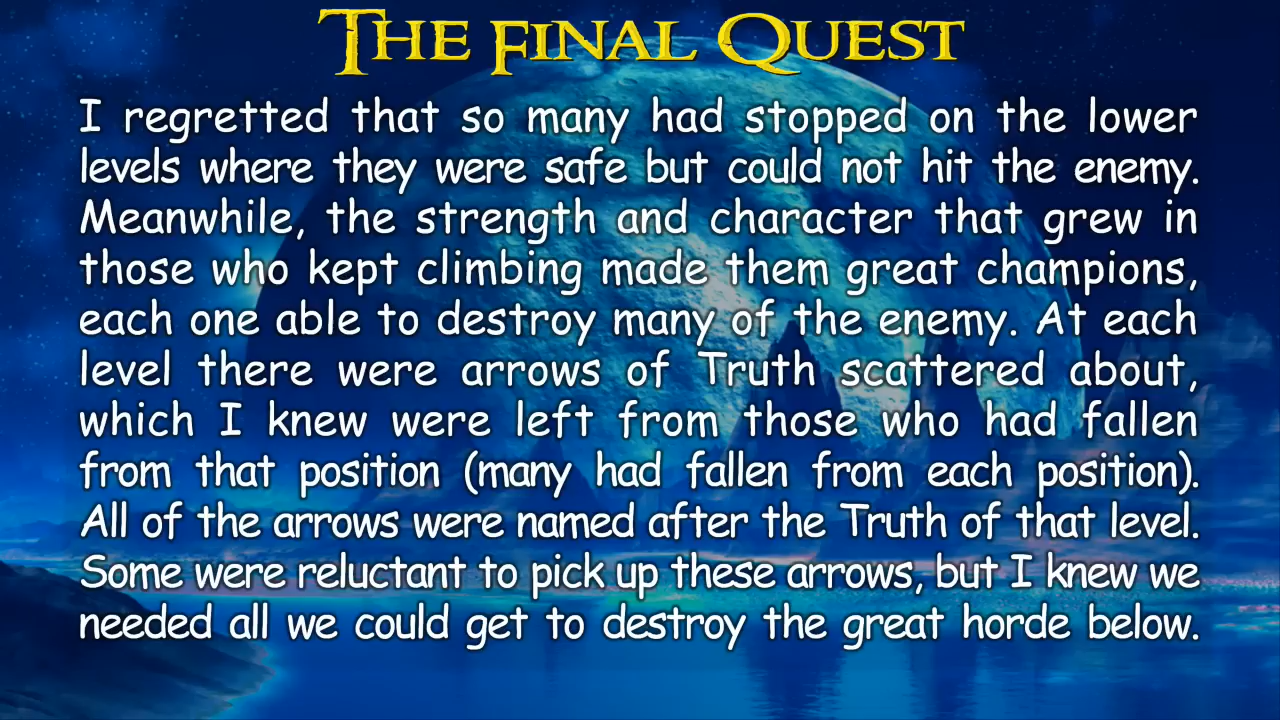 The Final Quest
I regretted that so many had stopped on the lower
levels where they were safe but could not hit the enemy.
Meanwhile, the strength and character that grew in
those who kept climbing made them great champions,
each one able to destroy many of the enemy. At each
level there were arrows of Truth scattered about,
which I knew were left from those who had fallen
from that position (many had fallen from each position).
All of the arrows were named after the Truth of that level.
Some were reluctant to pick up these arrows, but I knew we
needed all we could get to destroy the great horde below.